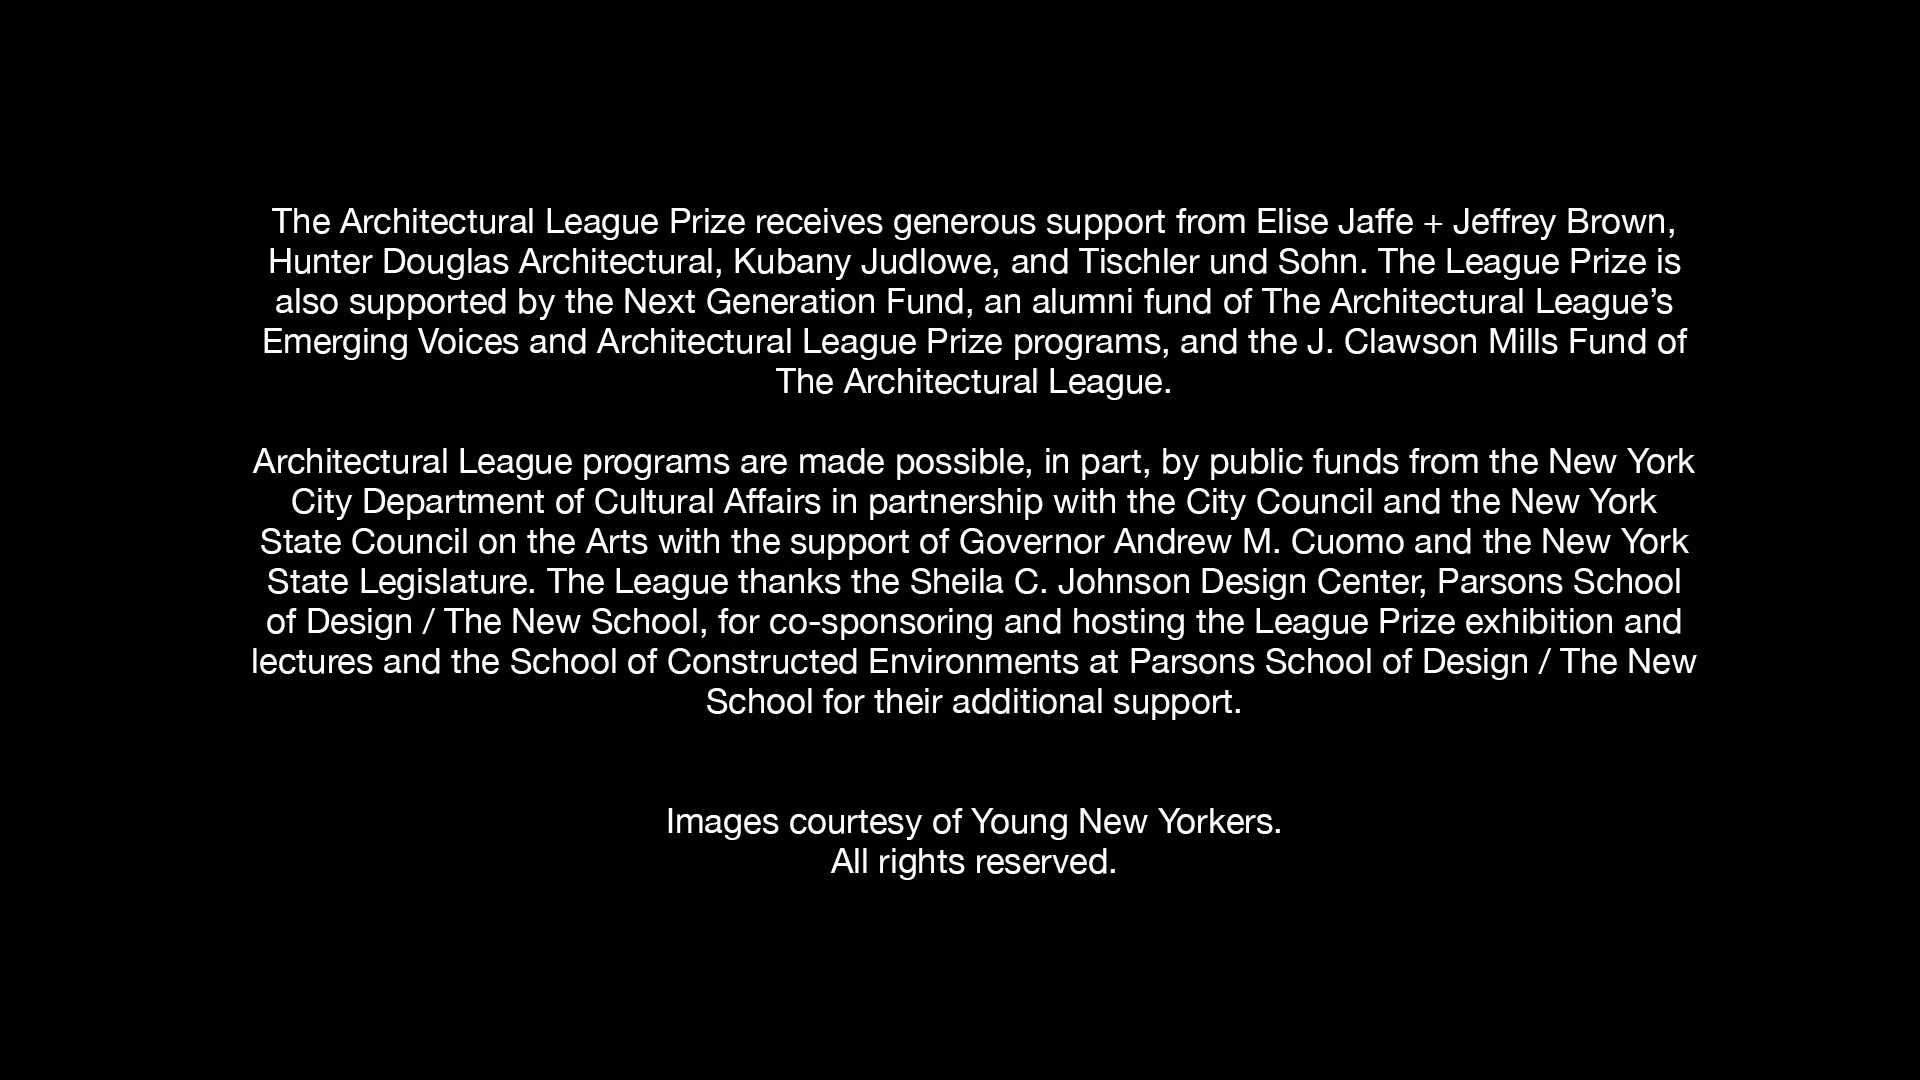 The Architectural League Prize receives generous support from Elise Jaffe + Jeffrey Brown,
Hunter Douglas Architectural, Kubany Judlowe, and Tischler und Sohn. The League Prize is
also supported by the Next Generation Fund, an alumni fund of The Architectural League’s
Emerging Voices and Architectural League Prize programs, and the J. Clawson Mills Fund of
The Architectural League.
Architectural League programs are made possible, in part, by public funds from the New York
City Department of Cultural Affairs in partnership with the City Council and the New York
State Council on the Arts with the support of Governor Andrew M. Cuomo and the New York
State Legislature. The League thanks the Sheila C. Johnson Design Center, Parsons School
of Design / The New School, for co-sponsoring and hosting the League Prize exhibition and
lectures and the School of Constructed Environments at Parsons School of Design / The New
School for their additional support.
Images courtesy of Young New Yorkers.
All rights reserved.